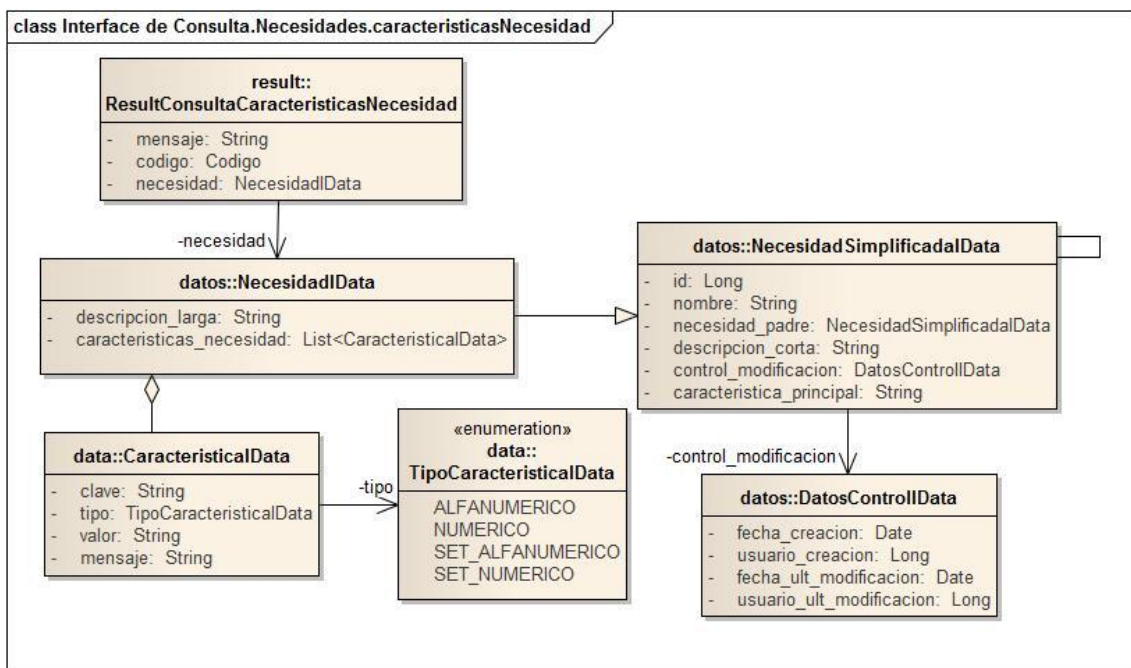 class Interface de Consulta.Necesidades.caracteristicasNecesidad
result::
ResultConsultaCaracteristicasNecesidad
- mensaje: String
- codigo: Codigo
- necesidad: NecesidadIData
-necesidad
datos::NecesidadIData
- descripcion_larga: String
- caracteristicas_necesidad: List<CaracteristicaIData>
datos::NecesidadSimplificadaIData
- id: Long
- nombre: String
- necesidad_padre: NecesidadSimplificadaIData
- descripcion_corta: String
- control_modificacion: DatosControlIData
- caracteristica_principal: String
data::CaracteristicaIData
- clave: String
- tipo: TipoCaracteristicaIData
- valor: String
- mensaje: String
-tipo
«enumeration»
data::
TipoCaracteristicaIData
ALFANUMERICO
NUMERICO
SET_ALFANUMERICO
SET_NUMERICO
-control_modificacion
datos::DatosControlIData
- fecha_creacion: Date
- usuario_creacion: Long
- fecha_ult_modificacion: Date
- usuario_ult_modificacion: Long